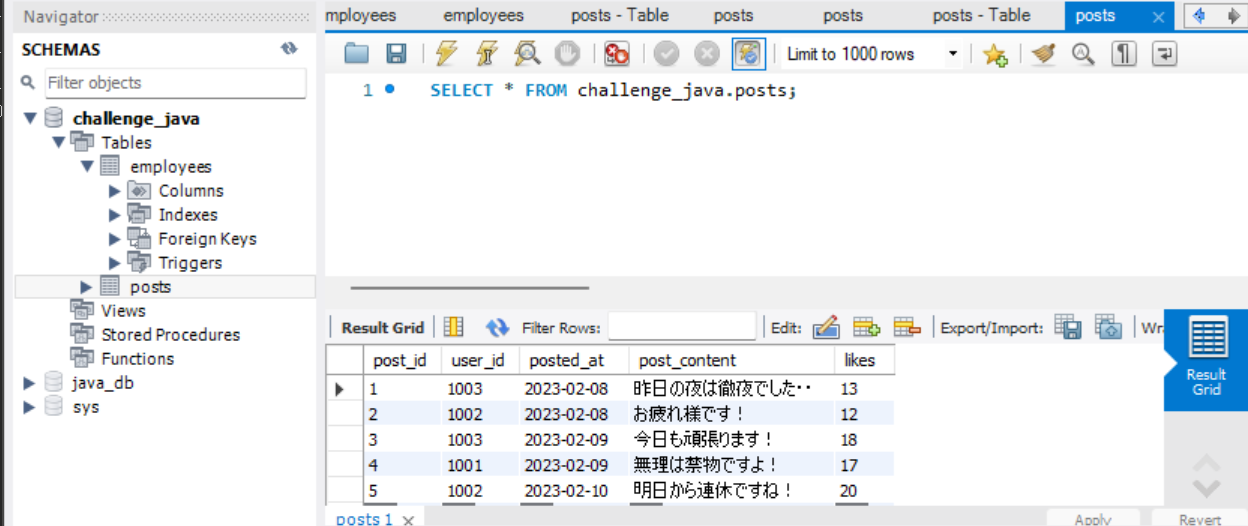 Navigator
SCHEMAS
Filter objects
challenge_java
Tables
employees
Columns
Indexes
Foreign Keys
Triggers
posts
Views
Stored Procedures
Functions
java_db
sys
mployees employees posts - Table posts posts posts - Table posts
Limit to 1000 rows
1 SELECT * FROM challenge_java.posts;
Result Grid Filter Rows: Edit: Export/Import: Wra
post_id user_id posted_at post_content likes
1 1003 2023-02-08 昨日の夜は徹夜でした・・ 13
2 1002 2023-02-08 お疲れ様です！ 12
3 1003 2023-02-09 今日も頑張ります！ 18
4 1001 2023-02-09 無理は禁物ですよ！ 17
5 1002 2023-02-10 明日から連休ですね！ 20
Result
Grid
posts 1
Apply Revert